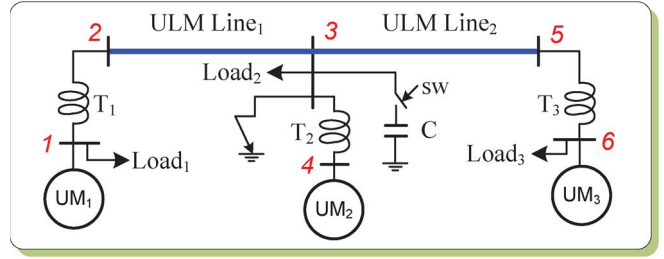 2 ULM Line₁ 3 ULM Line₂ 5
Load₂ SW
T₁ T₂ C T₃
1 Load₁ 4 Load₃ 6
UM₁ UM₂ UM₃